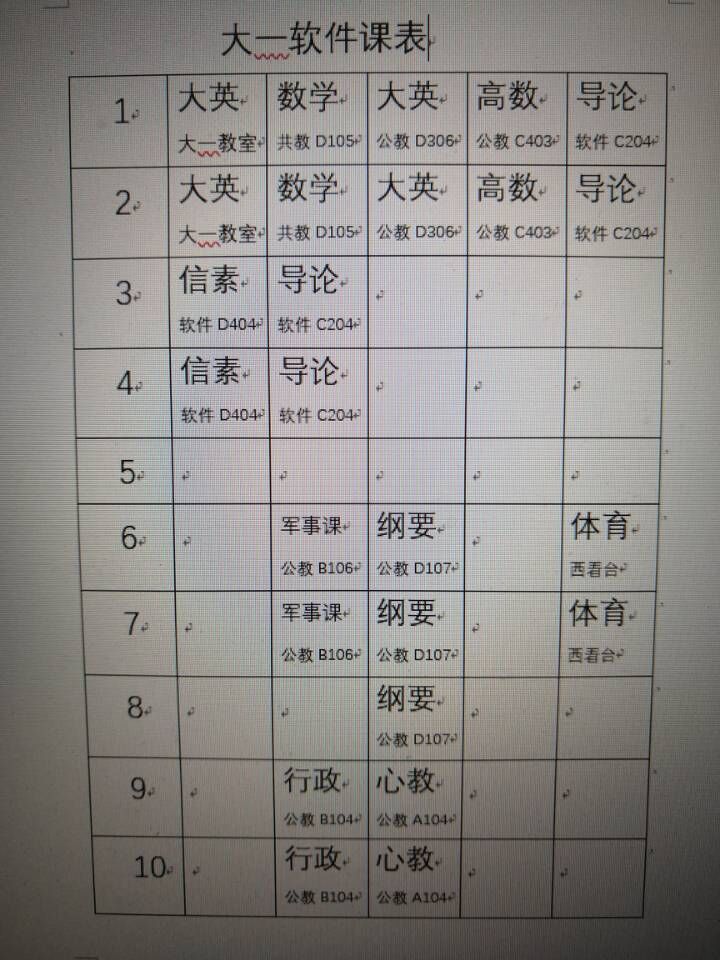 大一软件课表
1 大英 数学 大英 高数 导论
大一教室 共教 D105 公教 D306 公教 C403 软件 C204
2 大英 数学 大英 高数 导论
大一教室 共教 D105 公教 D306 公教 C403 软件 C204
3 信素 导论
软件 D404 软件 C204
4 信素 导论
软件 D404 软件 C204
5
6 军事课 纲要 体育
公教 B106 公教 D107 西看台
7 军事课 纲要 体育
公教 B106 公教 D107 西看台
8 纲要
公教 D107
9 行政 心教
公教 B104 公教 A104
10 行政 心教
公教 B104 公教 A104